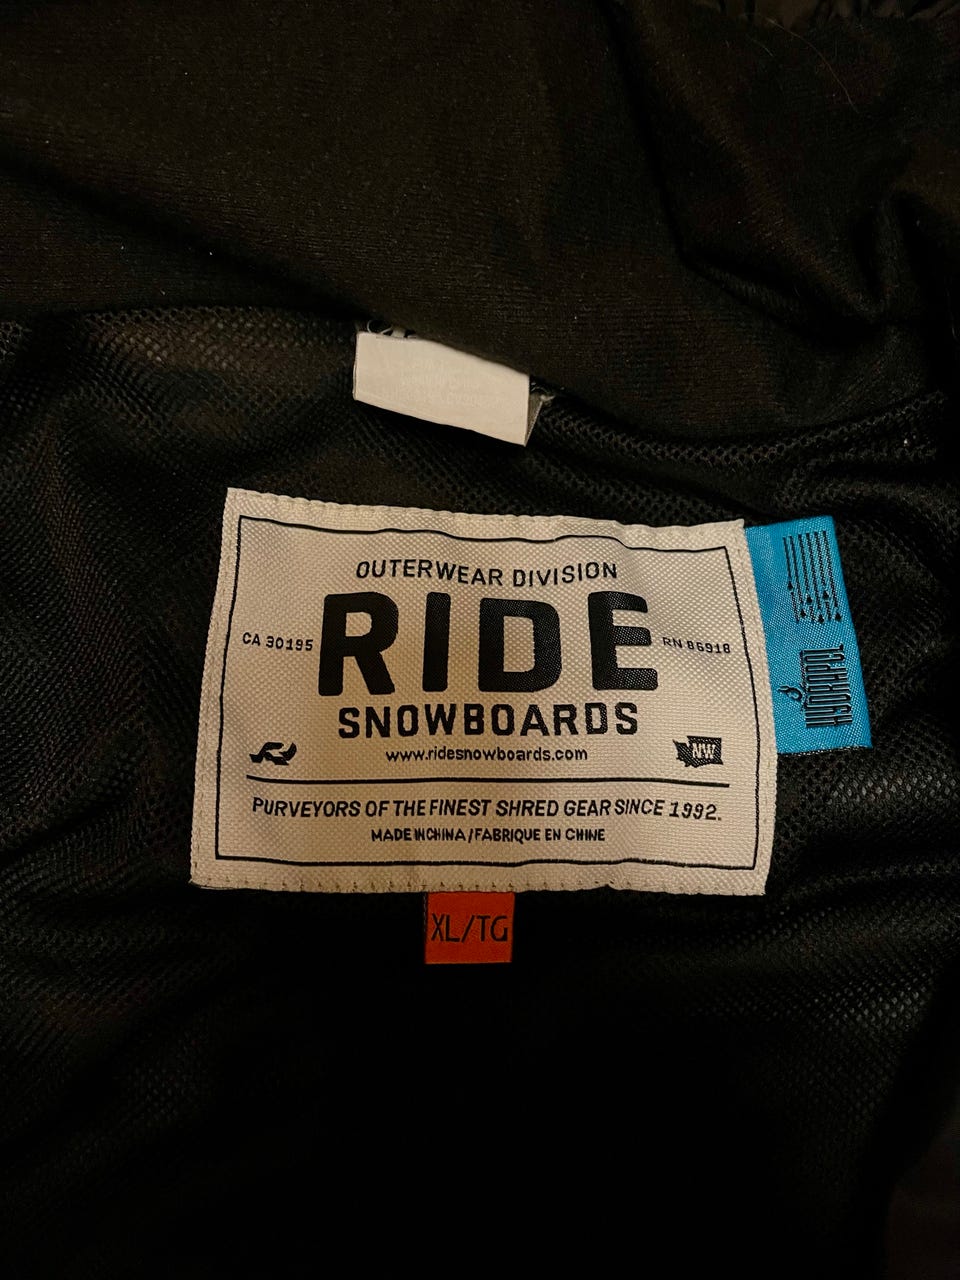 OUTERWEAR DIVISION
CA 30195
RIDE
RN 86918
SNOWBOARDS
www.ridesnowboards.com
NW
PURVEYORS OF THE FINEST SHRED GEAR SINCE 1992.
MADE IN CHINA / FABRIQUE EN CHINE
XL/TG